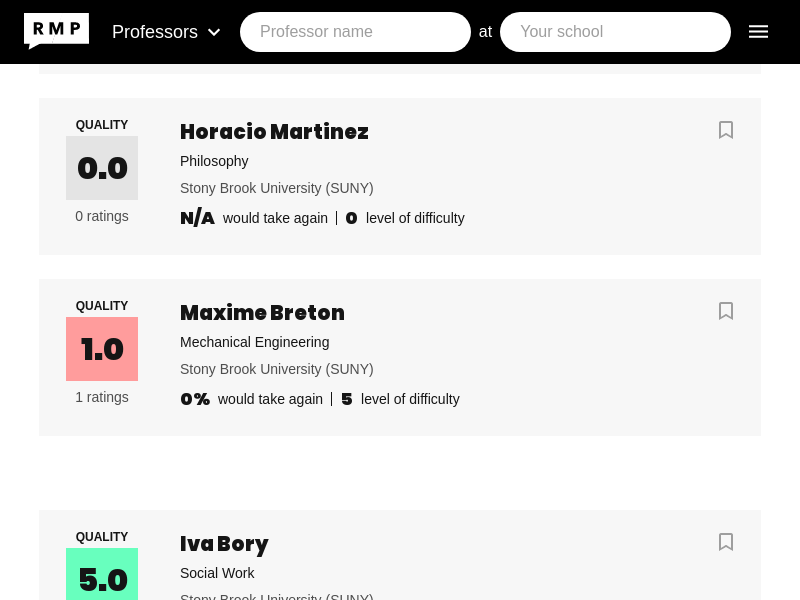 RMP Professors Professor name at Your school
QUALITY
Horacio Martinez
0.0
Philosophy
Stony Brook University (SUNY)
0 ratings
N/A would take again | 0 level of difficulty
QUALITY
Maxime Breton
1.0
Mechanical Engineering
Stony Brook University (SUNY)
1 ratings
0% would take again | 5 level of difficulty
QUALITY
Iva Bory
5.0
Social Work
Stony Brook University (SUNY)